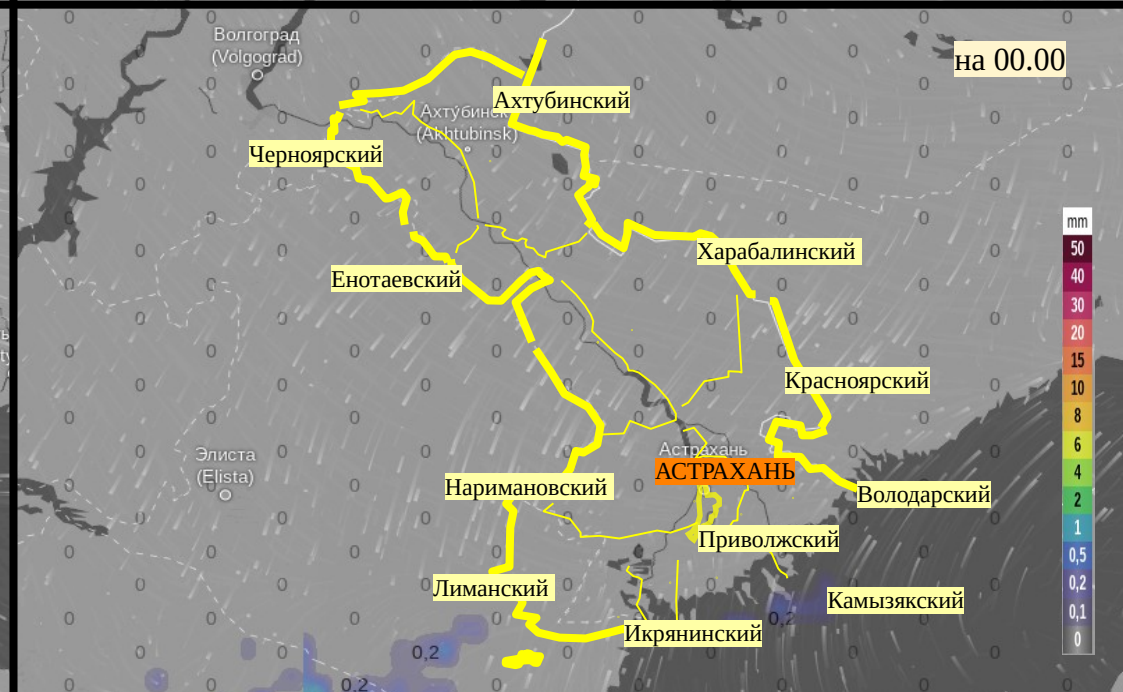 Волгоград
(Volgograd)
на 00.00
Ахтубинск
(Akhtubinsk)
Ахтубинский
Черноярский
Харабалинский
Енотаевский
Красноярский
Элиста
(Elista)
Астрахань
АСТРАХАНЬ
Наримановский
Володарский
Приволжский
Лиманский
Камызякский
Икрянинский
0,2
0,2
0,2
mm
50
40
30
20
15
10
8
6
4
2
1
0,5
0,2
0,1
0